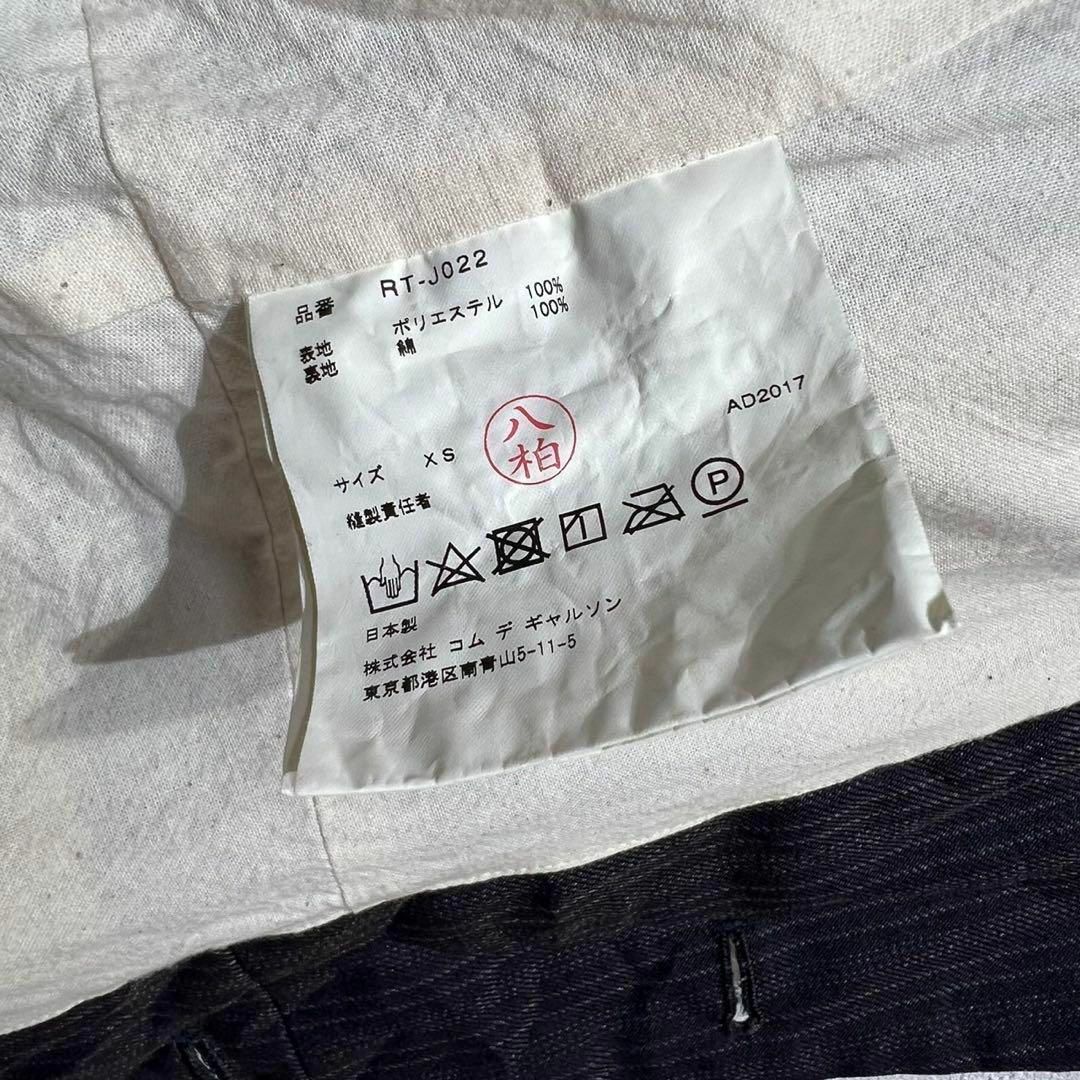 品番 RT-J022
表地 ポリエステル 100%
裏地 綿 100%
サイズ XS
八柏
AD2017
縫製責任者
P
日本製
株式会社 コム デ ギャルソン
東京都港区南青山5-11-5